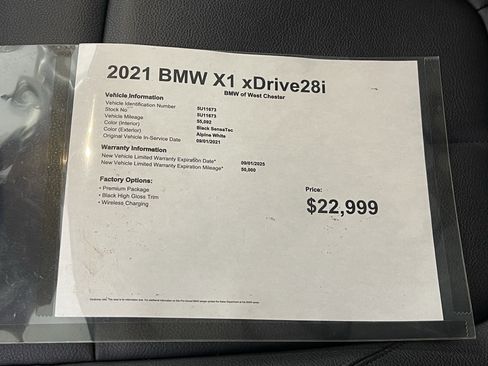 2021 BMW X1 xDrive28i
BMW of West Chester
Vehicle Information
Vehicle Identification Number 5U11673
Stock No 5U11673
Vehicle Mileage 55,092
Color (Interior) Black SensaTec
Color (Exterior) Alpine White
Original Vehicle In-Service Date 09/01/2021
Warranty Information
New Vehicle Limited Warranty Expiration Date* 09/01/2025
New Vehicle Limited Warranty Expiration Mileage* 50,000
Factory Options:
• Premium Package
• Black High Gloss Trim
• Wireless Charging
Price:
$22,999